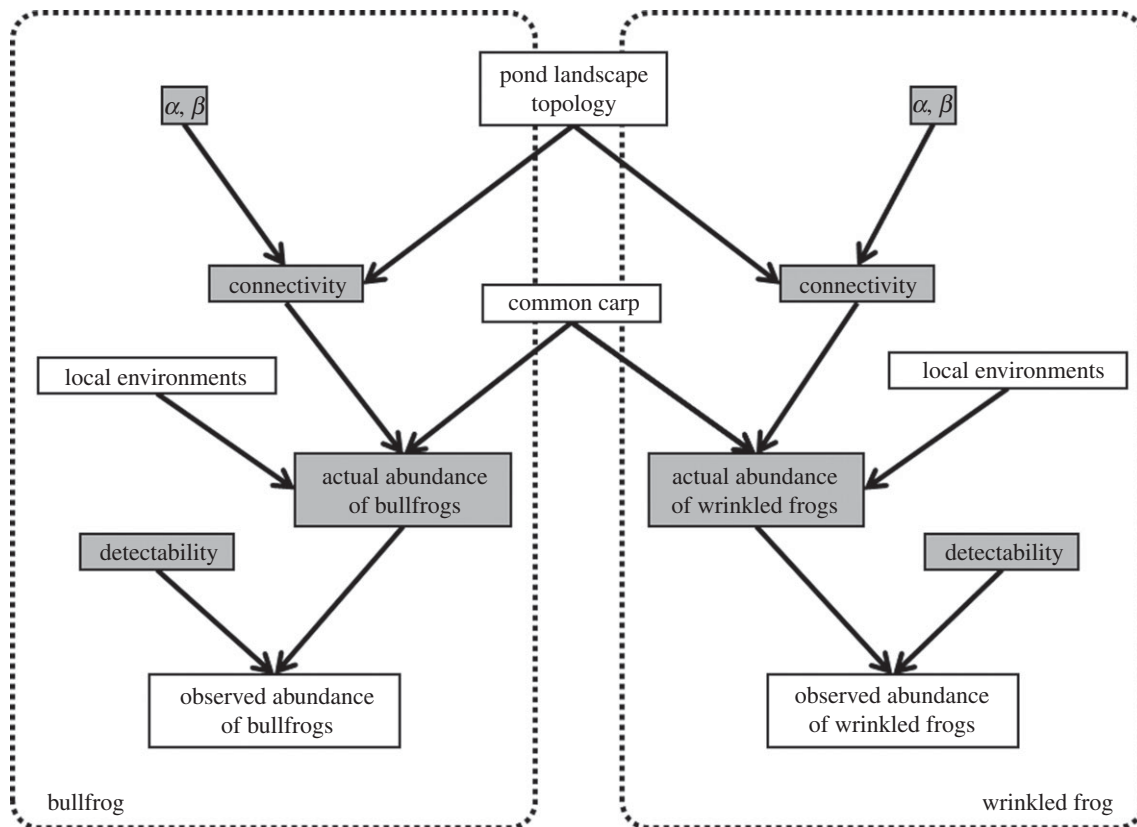 pond landscape
topology
α, β
α, β
connectivity
connectivity
common carp
local environments
local environments
actual abundance
of bullfrogs
actual abundance
of wrinkled frogs
detectability
detectability
observed abundance
of bullfrogs
observed abundance
of wrinkled frogs
bullfrog
wrinkled frog